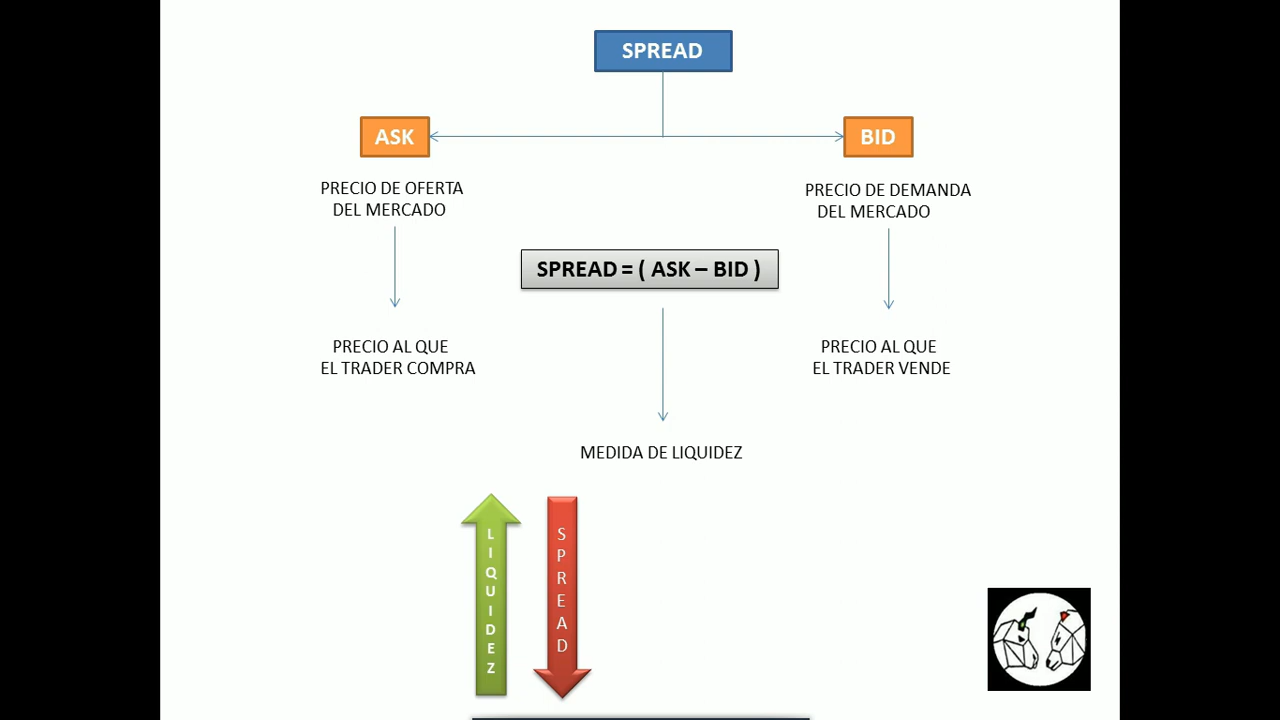 SPREAD
ASK
BID
PRECIO DE OFERTA
DEL MERCADO
PRECIO DE DEMANDA
DEL MERCADO
SPREAD = ( ASK – BID )
PRECIO AL QUE
EL TRADER COMPRA
PRECIO AL QUE
EL TRADER VENDE
MEDIDA DE LIQUIDEZ
LIQUIDEZ
SPREAD